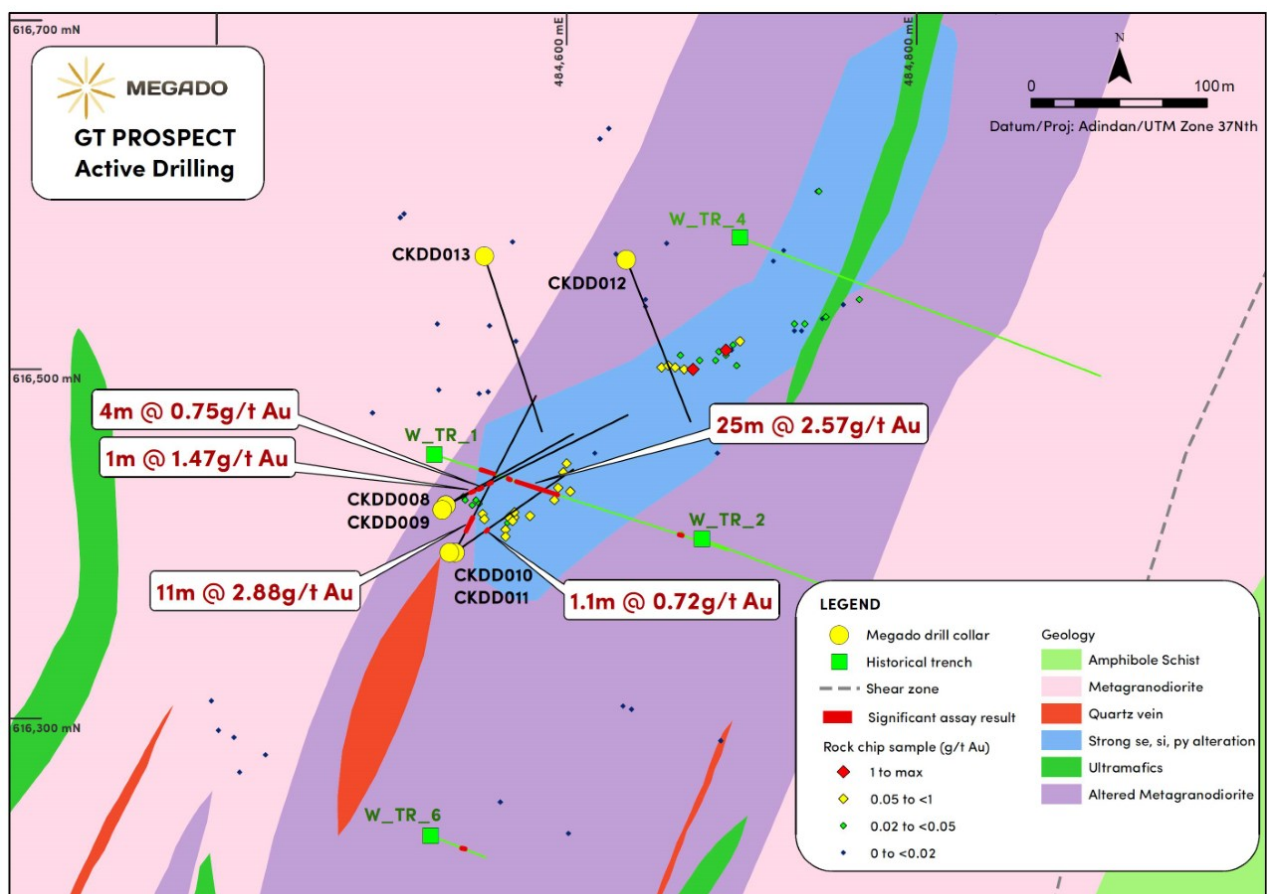 616,700 mN
484,600 mE
484,800 mE
MEGADO
GT PROSPECT
Active Drilling
N
0 100m
Datum/Proj: Adindan/UTM Zone 37Nth
W_TR_4
CKDD013
CKDD012
616,500 mN
4m @ 0.75g/t Au
W_TR_1
25m @ 2.57g/t Au
1m @ 1.47g/t Au
CKDD008
CKDD009
W_TR_2
CKDD010
CKDD011
11m @ 2.88g/t Au
1.1m @ 0.72g/t Au
616,300 mN
W_TR_6
LEGEND
Megado drill collar
Historical trench
Shear zone
Significant assay result
Rock chip sample (g/t Au)
1 to max
0.05 to <1
0.02 to <0.05
0 to <0.02
Geology
Amphibole Schist
Metagranodiorite
Quartz vein
Strong se, si, py alteration
Ultramafics
Altered Metagranodiorite